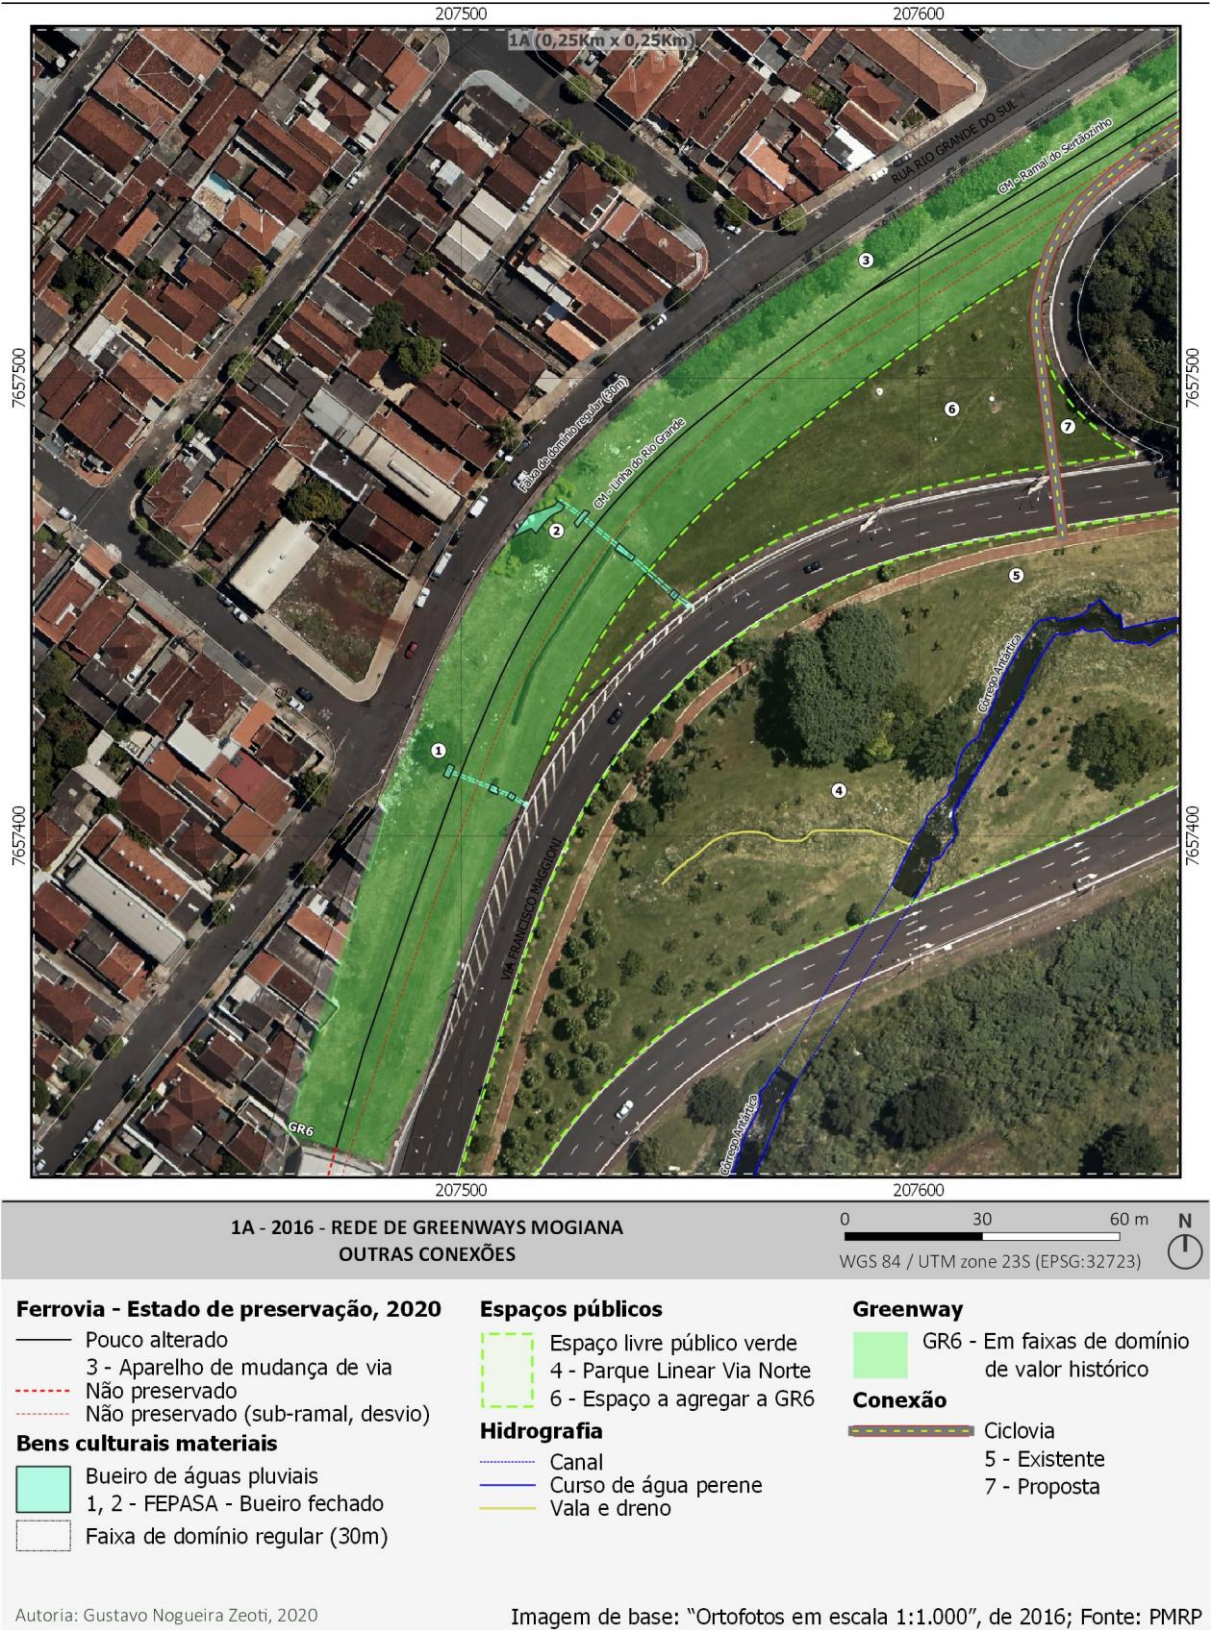 207500
207600
1A (0,25Km x 0,25Km)
RUA RIO GRANDE DO SUL
CM - Ramal do Sertãozinho
3
7657500
7657500
Faixa de domínio regular (30m)
CM - Linha do Rio Grande
6
7
2
5
Córrego Antártica
1
4
7657400
7657400
VIA FRANCISCO MAGGIONI
GR6
Córrego Antártica
207500
207600
1A - 2016 - REDE DE GREENWAYS MOGIANA
OUTRAS CONEXÕES
0 30 60 m
N
WGS 84 / UTM zone 23S (EPSG:32723)
Ferrovia - Estado de preservação, 2020
Pouco alterado
3 - Aparelho de mudança de via
Não preservado
Não preservado (sub-ramal, desvio)
Bens culturais materiais
Bueiro de águas pluviais
1, 2 - FEPASA - Bueiro fechado
Faixa de domínio regular (30m)
Espaços públicos
Espaço livre público verde
4 - Parque Linear Via Norte
6 - Espaço a agregar a GR6
Hidrografia
Canal
Curso de água perene
Vala e dreno
Greenway
GR6 - Em faixas de domínio
de valor histórico
Conexão
Ciclovia
5 - Existente
7 - Proposta
Autoria: Gustavo Nogueira Zeoti, 2020
Imagem de base: “Ortofotos em escala 1:1.000”, de 2016; Fonte: PMRP